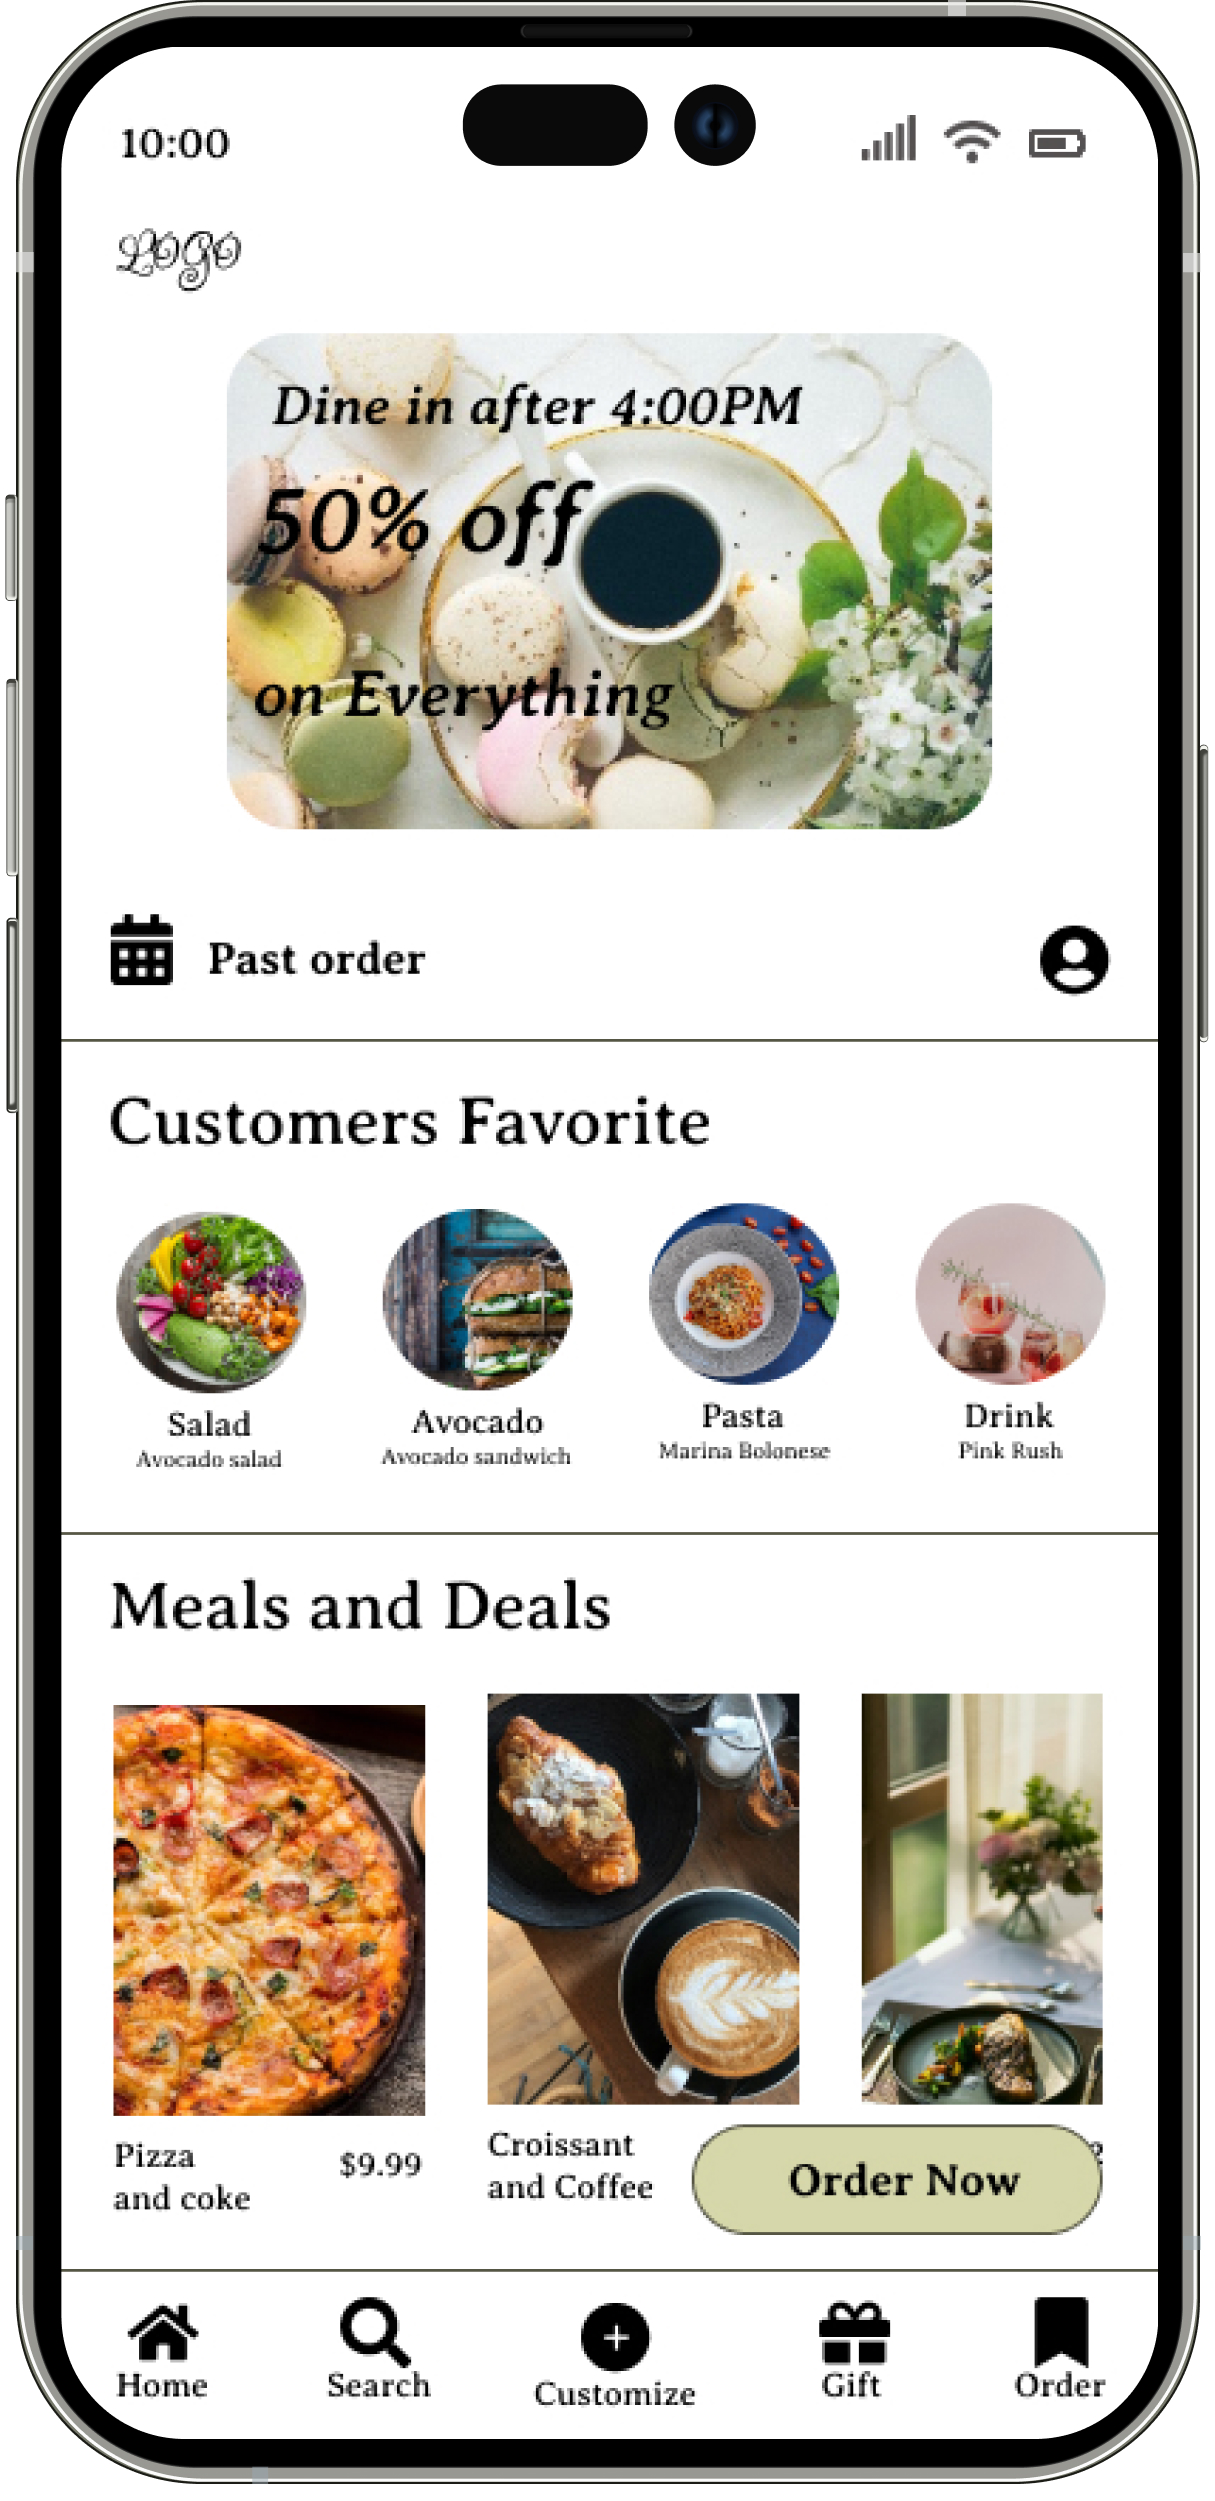 10:00
LOGO
Dine in after 4:00PM
50% off
on Everything
Past order
Customers Favorite
Salad
Avocado salad
Avocado
Avocado sandwich
Pasta
Marina Bolonese
Drink
Pink Rush
Meals and Deals
Pizza
and coke
$9.99
Croissant
and Coffee
Order Now
Home
Search
Customize
Gift
Order